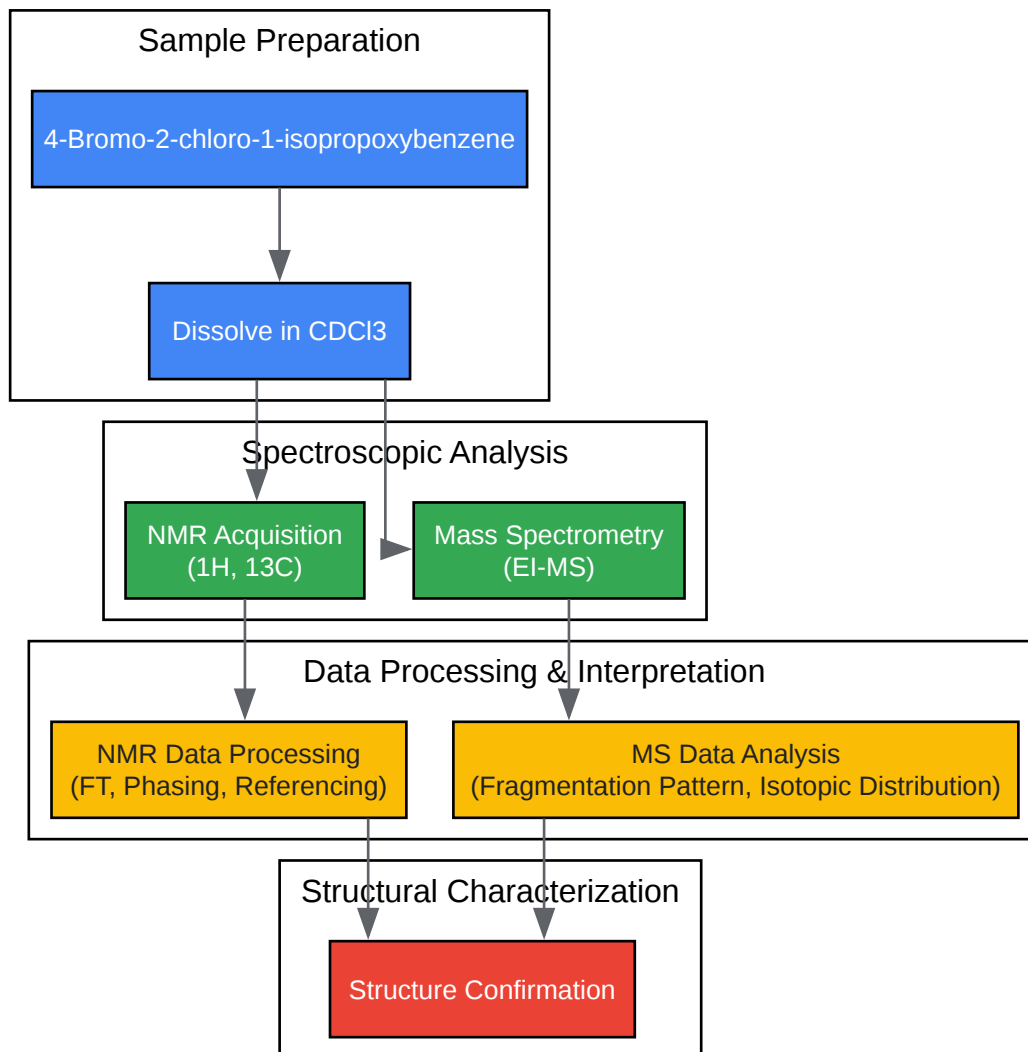 Sample Preparation
4-Bromo-2-chloro-1-isopropoxybenzene
Dissolve in CDCl3
Spectroscopic Analysis
NMR Acquisition
(1H, 13C)
Mass Spectrometry
(EI-MS)
Data Processing & Interpretation
NMR Data Processing
(FT, Phasing, Referencing)
MS Data Analysis
(Fragmentation Pattern, Isotopic Distribution)
Structural Characterization
Structure Confirmation